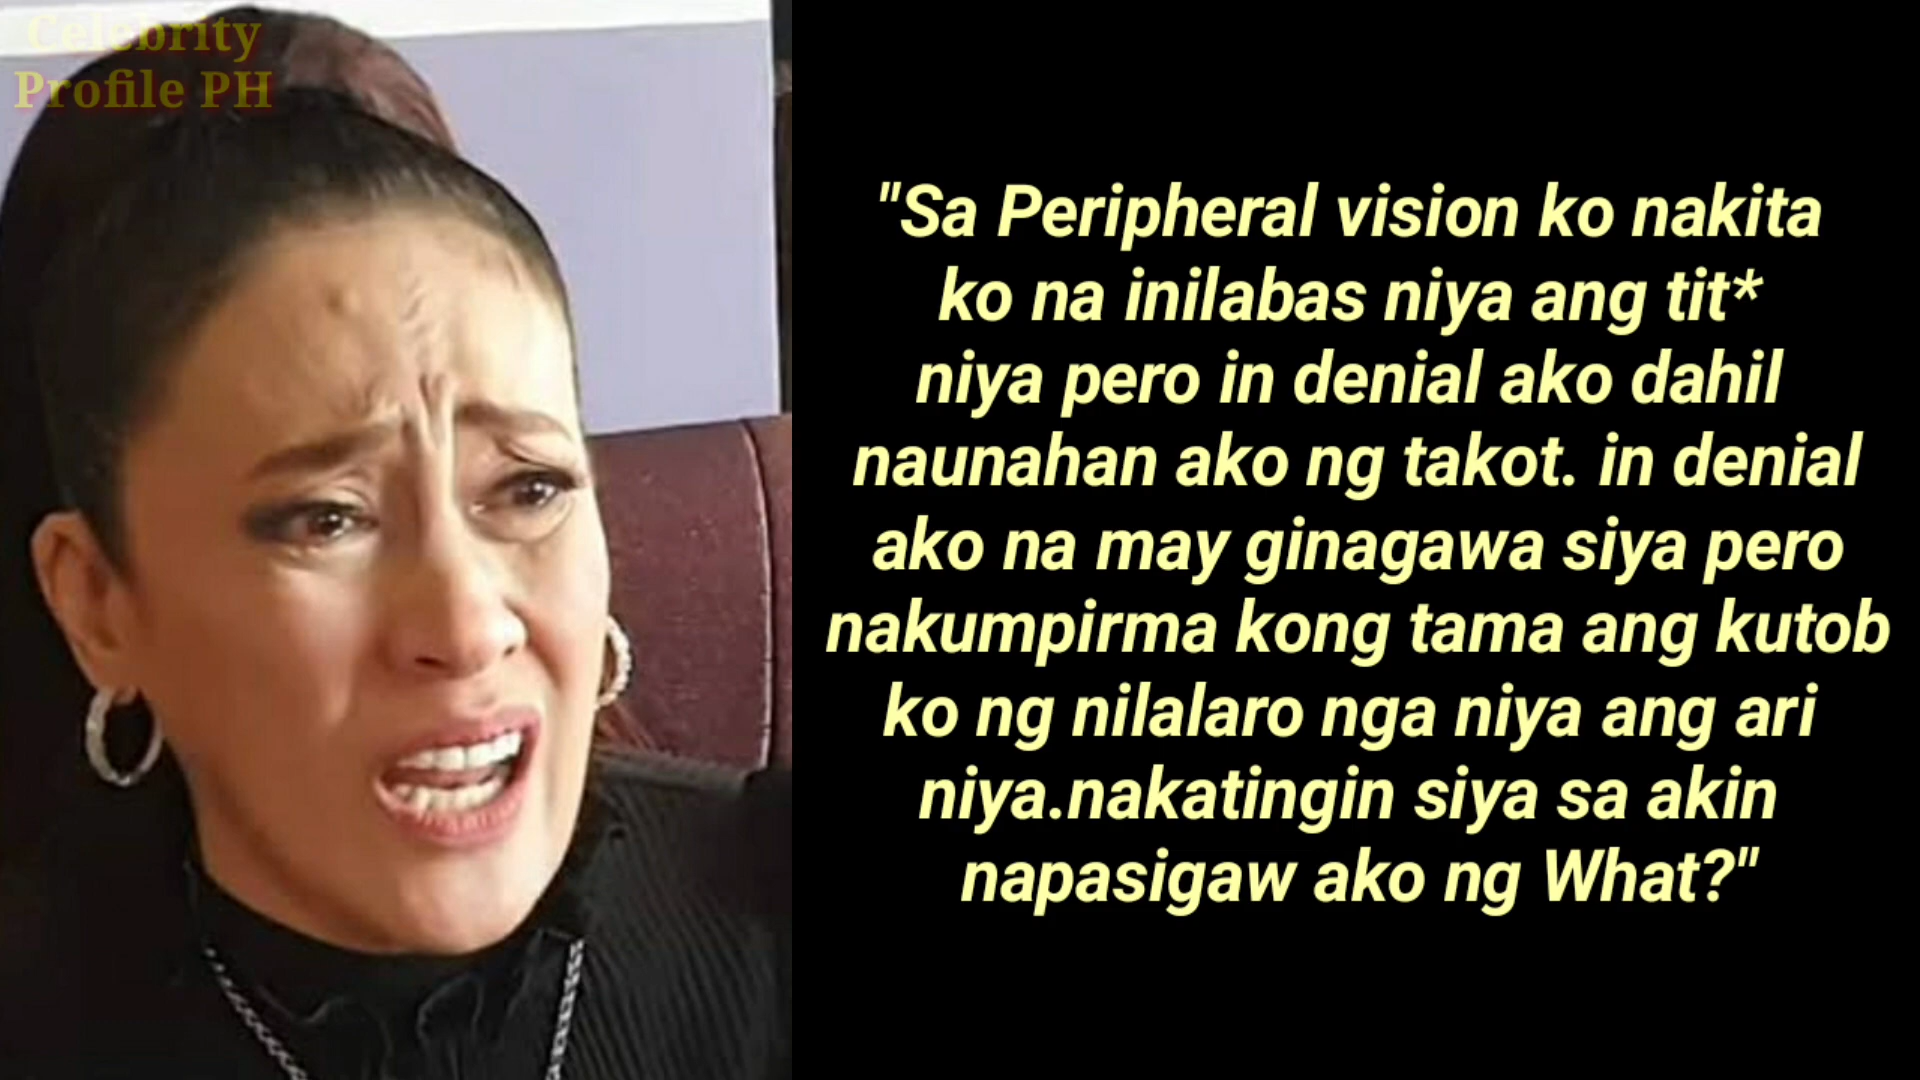 Celebrity
Profile PH
"Sa Peripheral vision ko nakita
ko na inilabas niya ang tit*
niya pero in denial ako dahil
naunahan ako ng takot. in denial
ako na may ginagawa siya pero
nakumpirma kong tama ang kutob
ko ng nilalaro nga niya ang ari
niya.nakatingin siya sa akin
napasigaw ako ng What?"